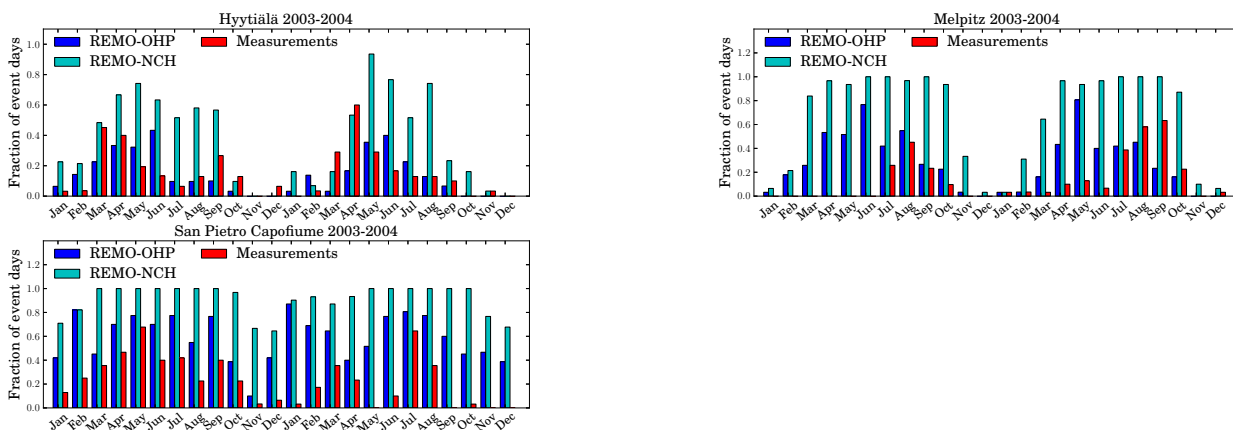 Hyytiälä 2003-2004
Fraction of event days
1.0
0.8
0.6
0.4
0.2
0.0
REMO-OHP
REMO-NCH
Measurements
Jan Feb Mar Apr May Jun Jul Aug Sep Oct Nov Dec Jan Feb Mar Apr May Jun Jul Aug Sep Oct Nov Dec
Melpitz 2003-2004
Fraction of event days
1.2
1.0
0.8
0.6
0.4
0.2
0.0
REMO-OHP
REMO-NCH
Measurements
Jan Feb Mar Apr May Jun Jul Aug Sep Oct Nov Dec Jan Feb Mar Apr May Jun Jul Aug Sep Oct Nov Dec
San Pietro Capofiume 2003-2004
Fraction of event days
1.2
1.0
0.8
0.6
0.4
0.2
0.0
REMO-OHP
REMO-NCH
Measurements
Jan Feb Mar Apr May Jun Jul Aug Sep Oct Nov Dec Jan Feb Mar Apr May Jun Jul Aug Sep Oct Nov Dec